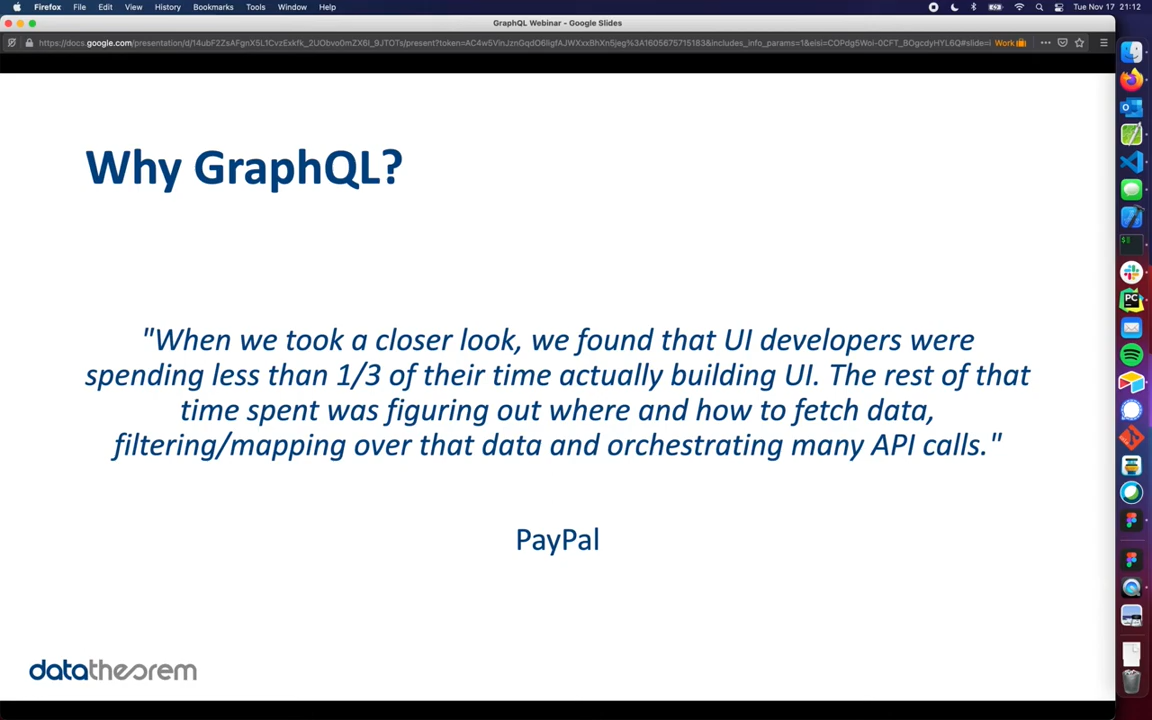 Firefox File Edit View History Bookmarks Tools Window Help Tue Nov 17 21:12
GraphQL Webinar - Google Slides
Work
Why GraphQL?
"When we took a closer look, we found that UI developers were
spending less than 1/3 of their time actually building UI. The rest of that
time spent was figuring out where and how to fetch data,
filtering/mapping over that data and orchestrating many API calls."
PayPal
datatheorem
PC